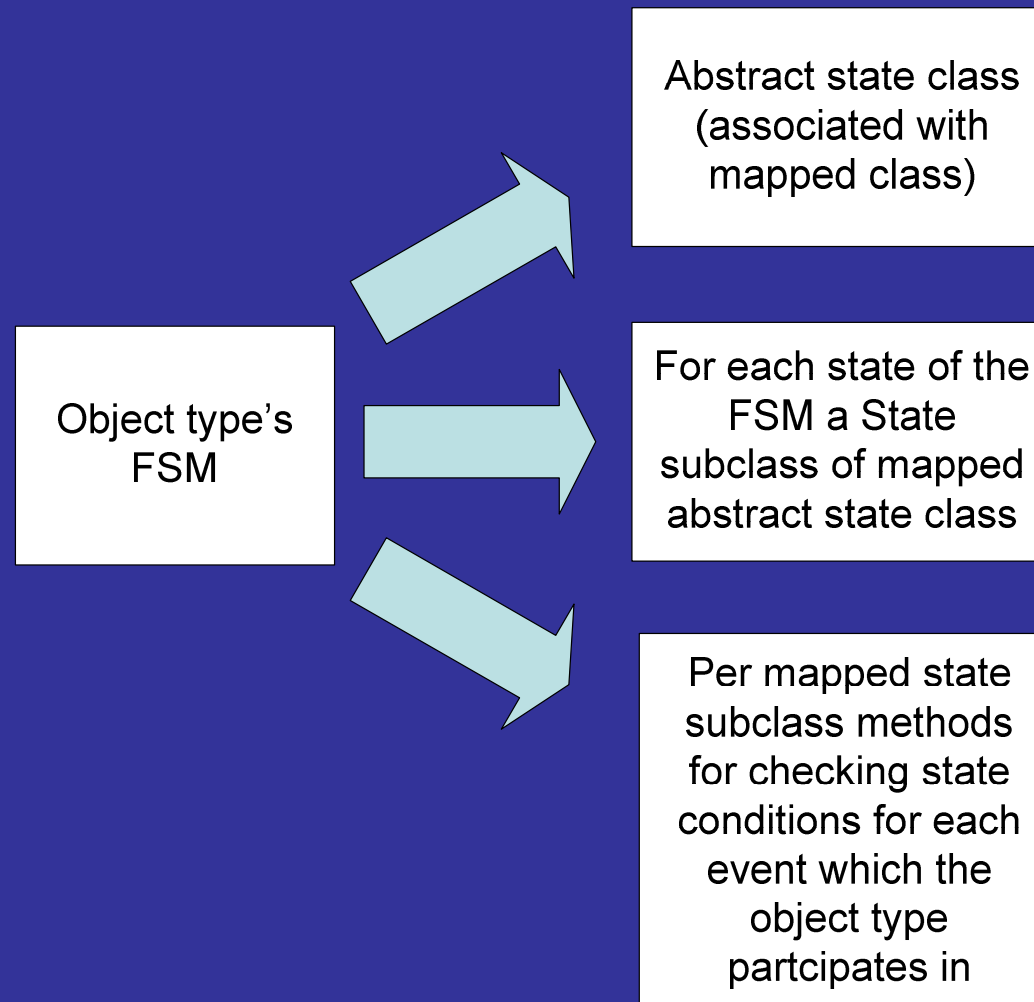 Abstract state class
(associated with
mapped class)
Object type’s
FSM
For each state of the
FSM a State
subclass of mapped
abstract state class
Per mapped state
subclass methods
for checking state
conditions for each
event which the
object type
partcipates in